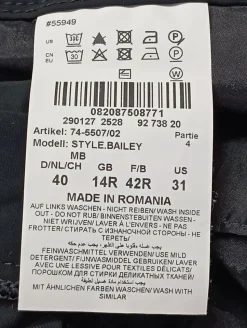 #55949
CN
EU
082087508771
290127 2528 92 738 20
Artikel: 74-5507/02 Partie
Modell: STYLE.BAILEY 4
MB
D/NL/CH GB F/B US
40 14R 42R 31
MADE IN ROMANIA
AUF LINKS WASCHEN - NICHT REIBEN/ WASH INSIDE
OUT - DO NOT RUB/ BINNENSTEBUITEN WASSEN -
NIET WRIJVEN/ LAVER À L'ENVERS - NE PAS
FROTTER/ СТИРАТЬ С ИЗНАНОЧНОЙ СТОРОНЫ - НЕ
ТЕРЕТЬ/
FEINWASCHMITTEL VERWENDEN/ USE MILD
DETERGENT/ FIJNWASMIDDEL GEBRUIKEN/ LAVER
AVEC UNE LESSIVE POUR TEXTILES DÉLICATS/
ПОРОШКОМ ДЛЯ СТИРКИ ДЕЛИКАТНЫХ ТКАНЕЙ/
MIT ÄHNLICHEN FARBEN WASCHEN/ WASH WITH
SIMILAR